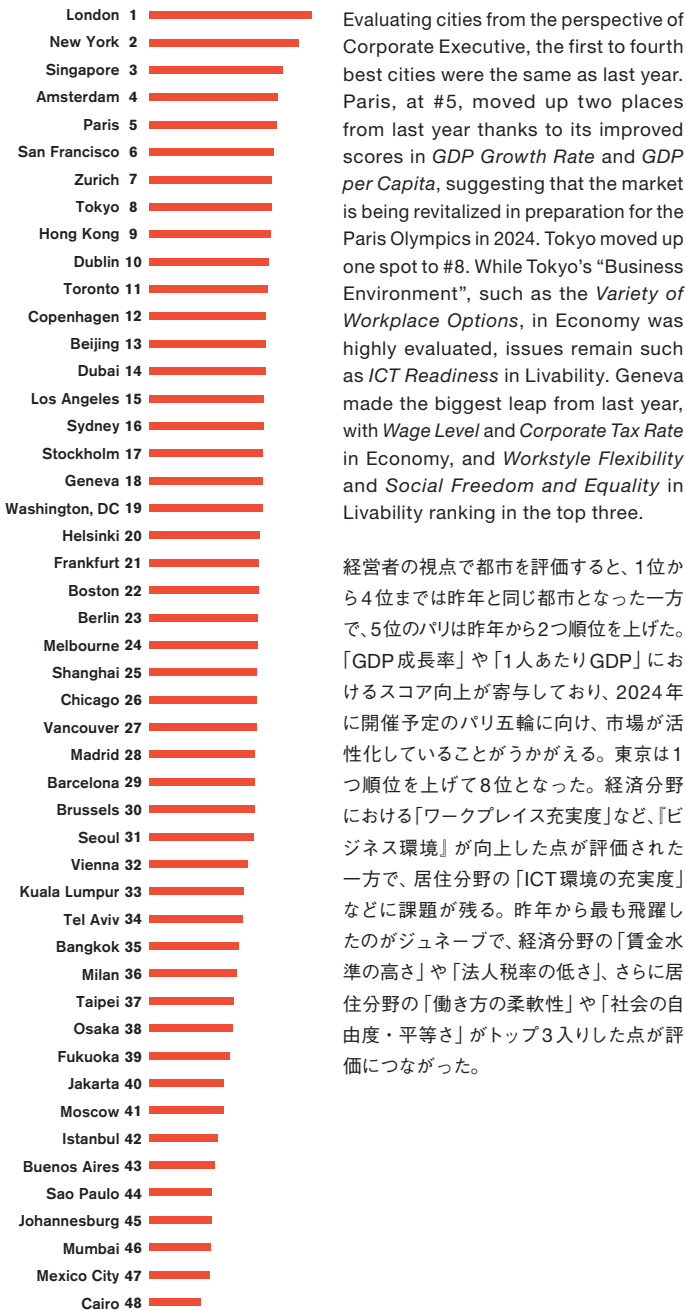 London 1
New York 2
Singapore 3
Amsterdam 4
Paris 5
San Francisco 6
Zurich 7
Tokyo 8
Hong Kong 9
Dublin 10
Toronto 11
Copenhagen 12
Beijing 13
Dubai 14
Los Angeles 15
Sydney 16
Stockholm 17
Geneva 18
Washington, DC 19
Helsinki 20
Frankfurt 21
Boston 22
Berlin 23
Melbourne 24
Shanghai 25
Chicago 26
Vancouver 27
Madrid 28
Barcelona 29
Brussels 30
Seoul 31
Vienna 32
Kuala Lumpur 33
Tel Aviv 34
Bangkok 35
Milan 36
Taipei 37
Osaka 38
Fukuoka 39
Jakarta 40
Moscow 41
Istanbul 42
Buenos Aires 43
Sao Paulo 44
Johannesburg 45
Mumbai 46
Mexico City 47
Cairo 48
Evaluating cities from the perspective of
Corporate Executive, the first to fourth
best cities were the same as last year.
Paris, at #5, moved up two places
from last year thanks to its improved
scores in GDP Growth Rate and GDP
per Capita, suggesting that the market
is being revitalized in preparation for the
Paris Olympics in 2024. Tokyo moved up
one spot to #8. While Tokyo's “Business
Environment”, such as the Variety of
Workplace Options, in Economy was
highly evaluated, issues remain such
as ICT Readiness in Livability. Geneva
made the biggest leap from last year,
with Wage Level and Corporate Tax Rate
in Economy, and Workstyle Flexibility
and Social Freedom and Equality in
Livability ranking in the top three.
経営者の視点で都市を評価すると、1位か
ら4位までは昨年と同じ都市となった一方
で、5位のパリは昨年から2つ順位を上げた。
「GDP成長率」や「1人あたりGDP」にお
けるスコア向上が寄与しており、2024年
に開催予定のパリ五輪に向け、市場が活
性化していることがうかがえる。東京は1
つ順位を上げて8位となった。経済分野
における「ワークプレイス充実度」など、『ビ
ジネス環境』が向上した点が評価された
一方で、居住分野の「ICT環境の充実度」
などに課題が残る。昨年から最も飛躍し
たのがジュネーブで、経済分野の「賃金水
準の高さ」や「法人税率の低さ」、さらに居
住分野の「働き方の柔軟性」や「社会の自
由度・平等さ」がトップ3入りした点が評
価につながった。